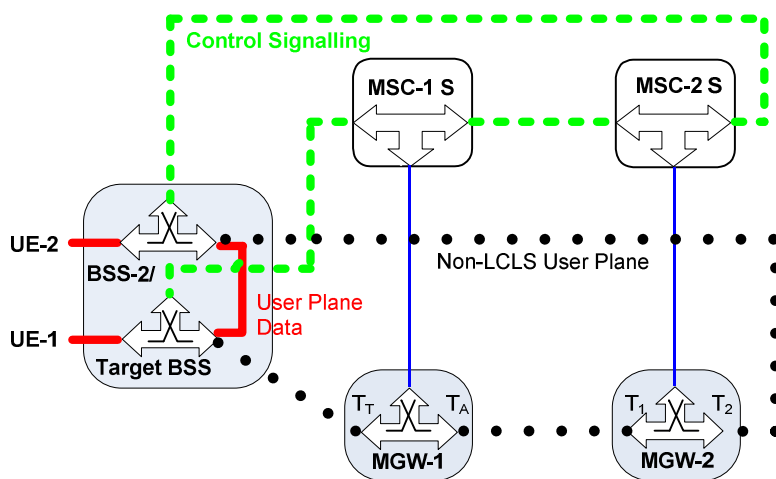 Control Signalling
MSC-1 S
MSC-2 S
UE-2
BSS-2/
Non-LCLS User Plane
User Plane
Data
UE-1
Target BSS
TT
TA
T1
T2
MGW-1
MGW-2